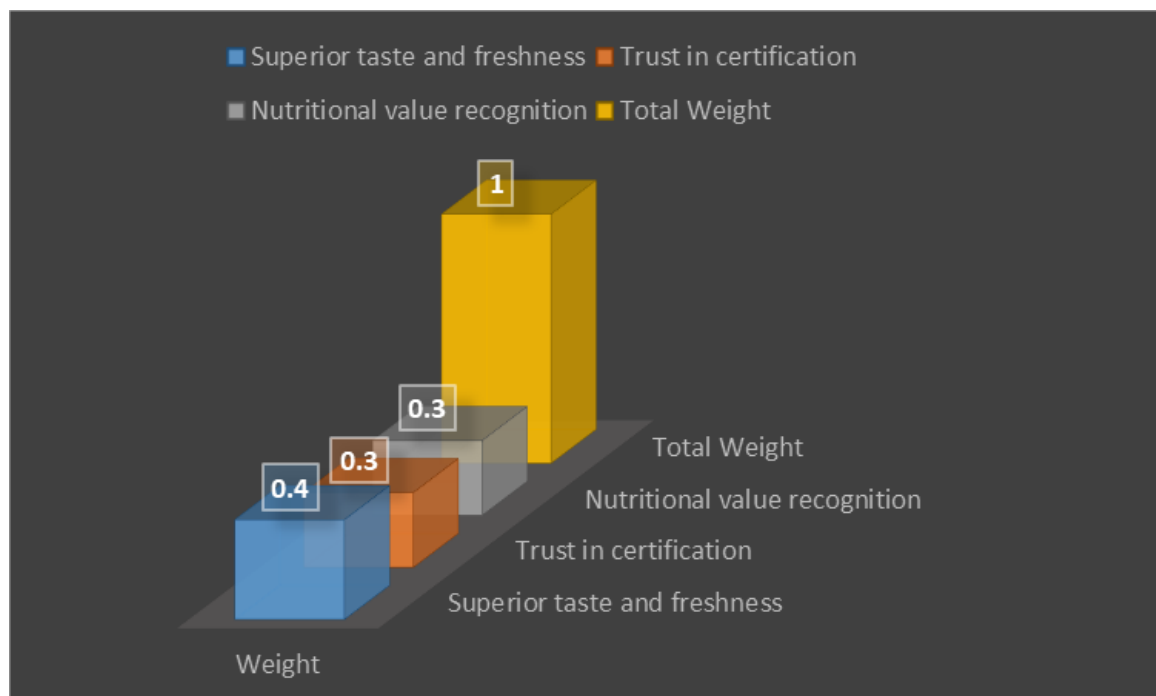 Superior taste and freshness Trust in certification
Nutritional value recognition Total Weight
1
0.3
0.3
0.4
Total Weight
Nutritional value recognition
Trust in certification
Superior taste and freshness
Weight